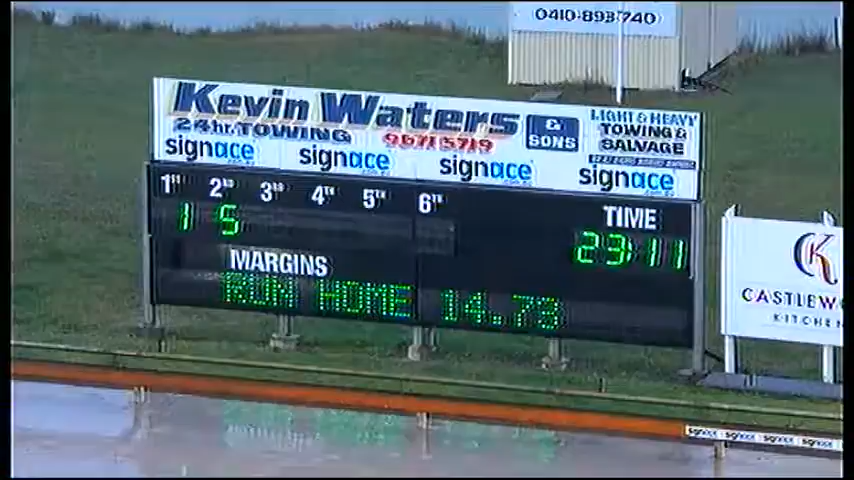 0410-893-740
Kevin Waters & SONS
24hr. TOWING 9671 5719
LIGHT & HEAVY
TOWING &
SALVAGE
signace signace signace signace
1ST 2ND 3RD 4TH 5TH 6TH
TIME
1 5 23.11
MARGINS
RUN HOME 14.73
K
CASTLEW
KITCHEN
signace signace signace signace